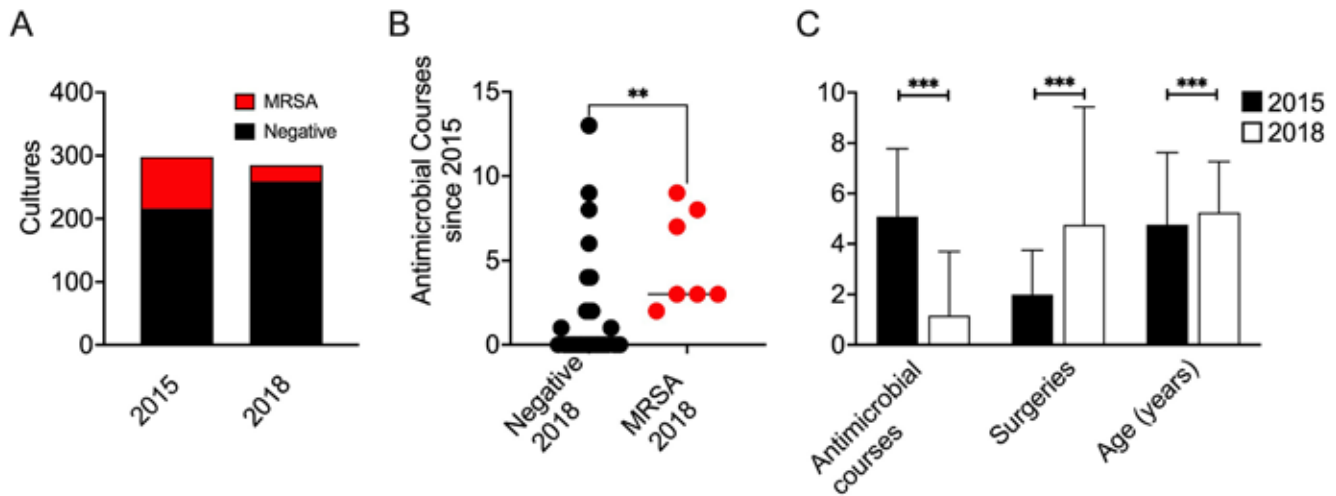 A
400
300
200
100
0
Cultures
MRSA
Negative
2015
2018
B
Antimicrobial Courses
since 2015
15
10
5
0
**
Negative
2018
MRSA
2018
C
10
8
6
4
2
0
***
***
***
2015
2018
Antimicrobial
courses
Surgeries
Age (years)